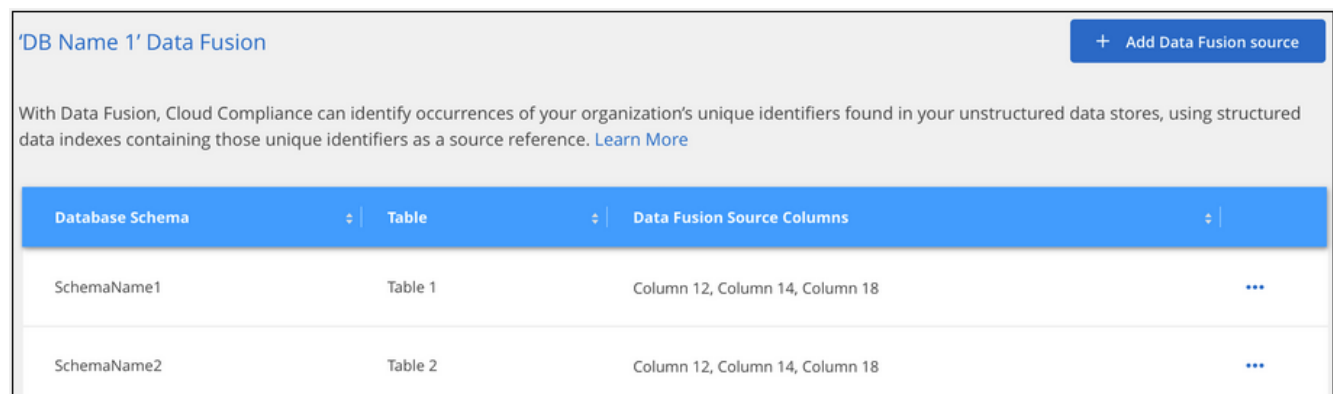 ‘DB Name 1’ Data Fusion
+ Add Data Fusion source
With Data Fusion, Cloud Compliance can identify occurrences of your organization’s unique identifiers found in your unstructured data stores, using structured
data indexes containing those unique identifiers as a source reference. Learn More
Database Schema Table Data Fusion Source Columns
SchemaName1 Table 1 Column 12, Column 14, Column 18
SchemaName2 Table 2 Column 12, Column 14, Column 18